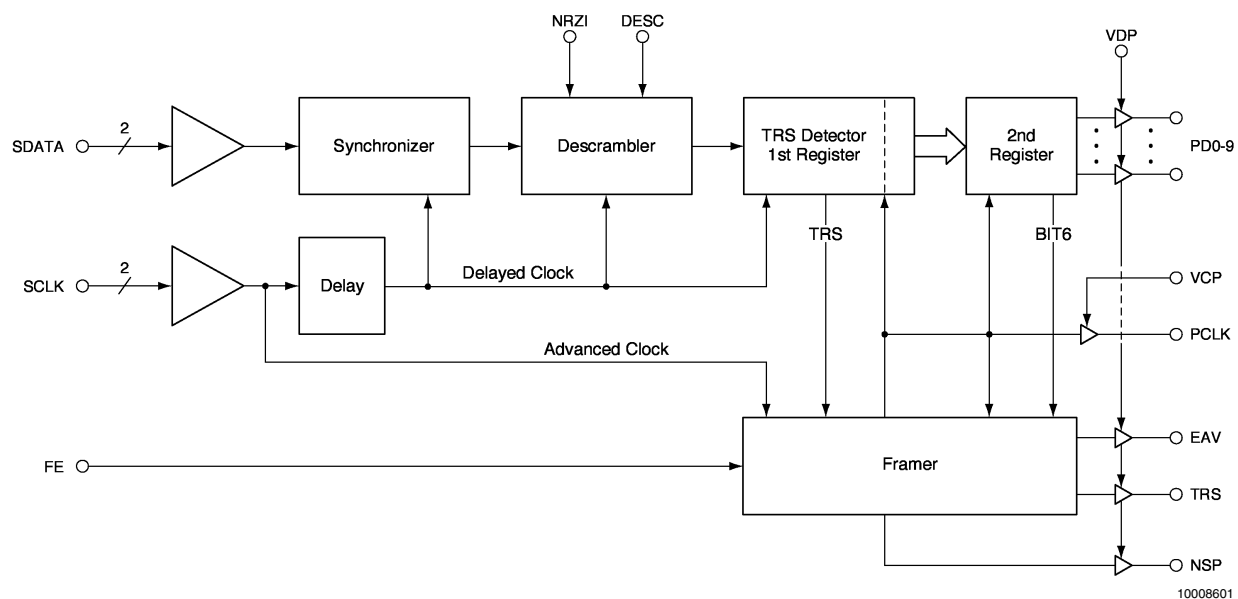 NRZI
DESC
VDP
SDATA
2
Synchronizer
Descrambler
TRS Detector
1st Register
2nd
Register
PD0-9
TRS
BIT6
SCLK
2
Delay
Delayed Clock
VCP
PCLK
Advanced Clock
FE
Framer
EAV
TRS
NSP
10008601